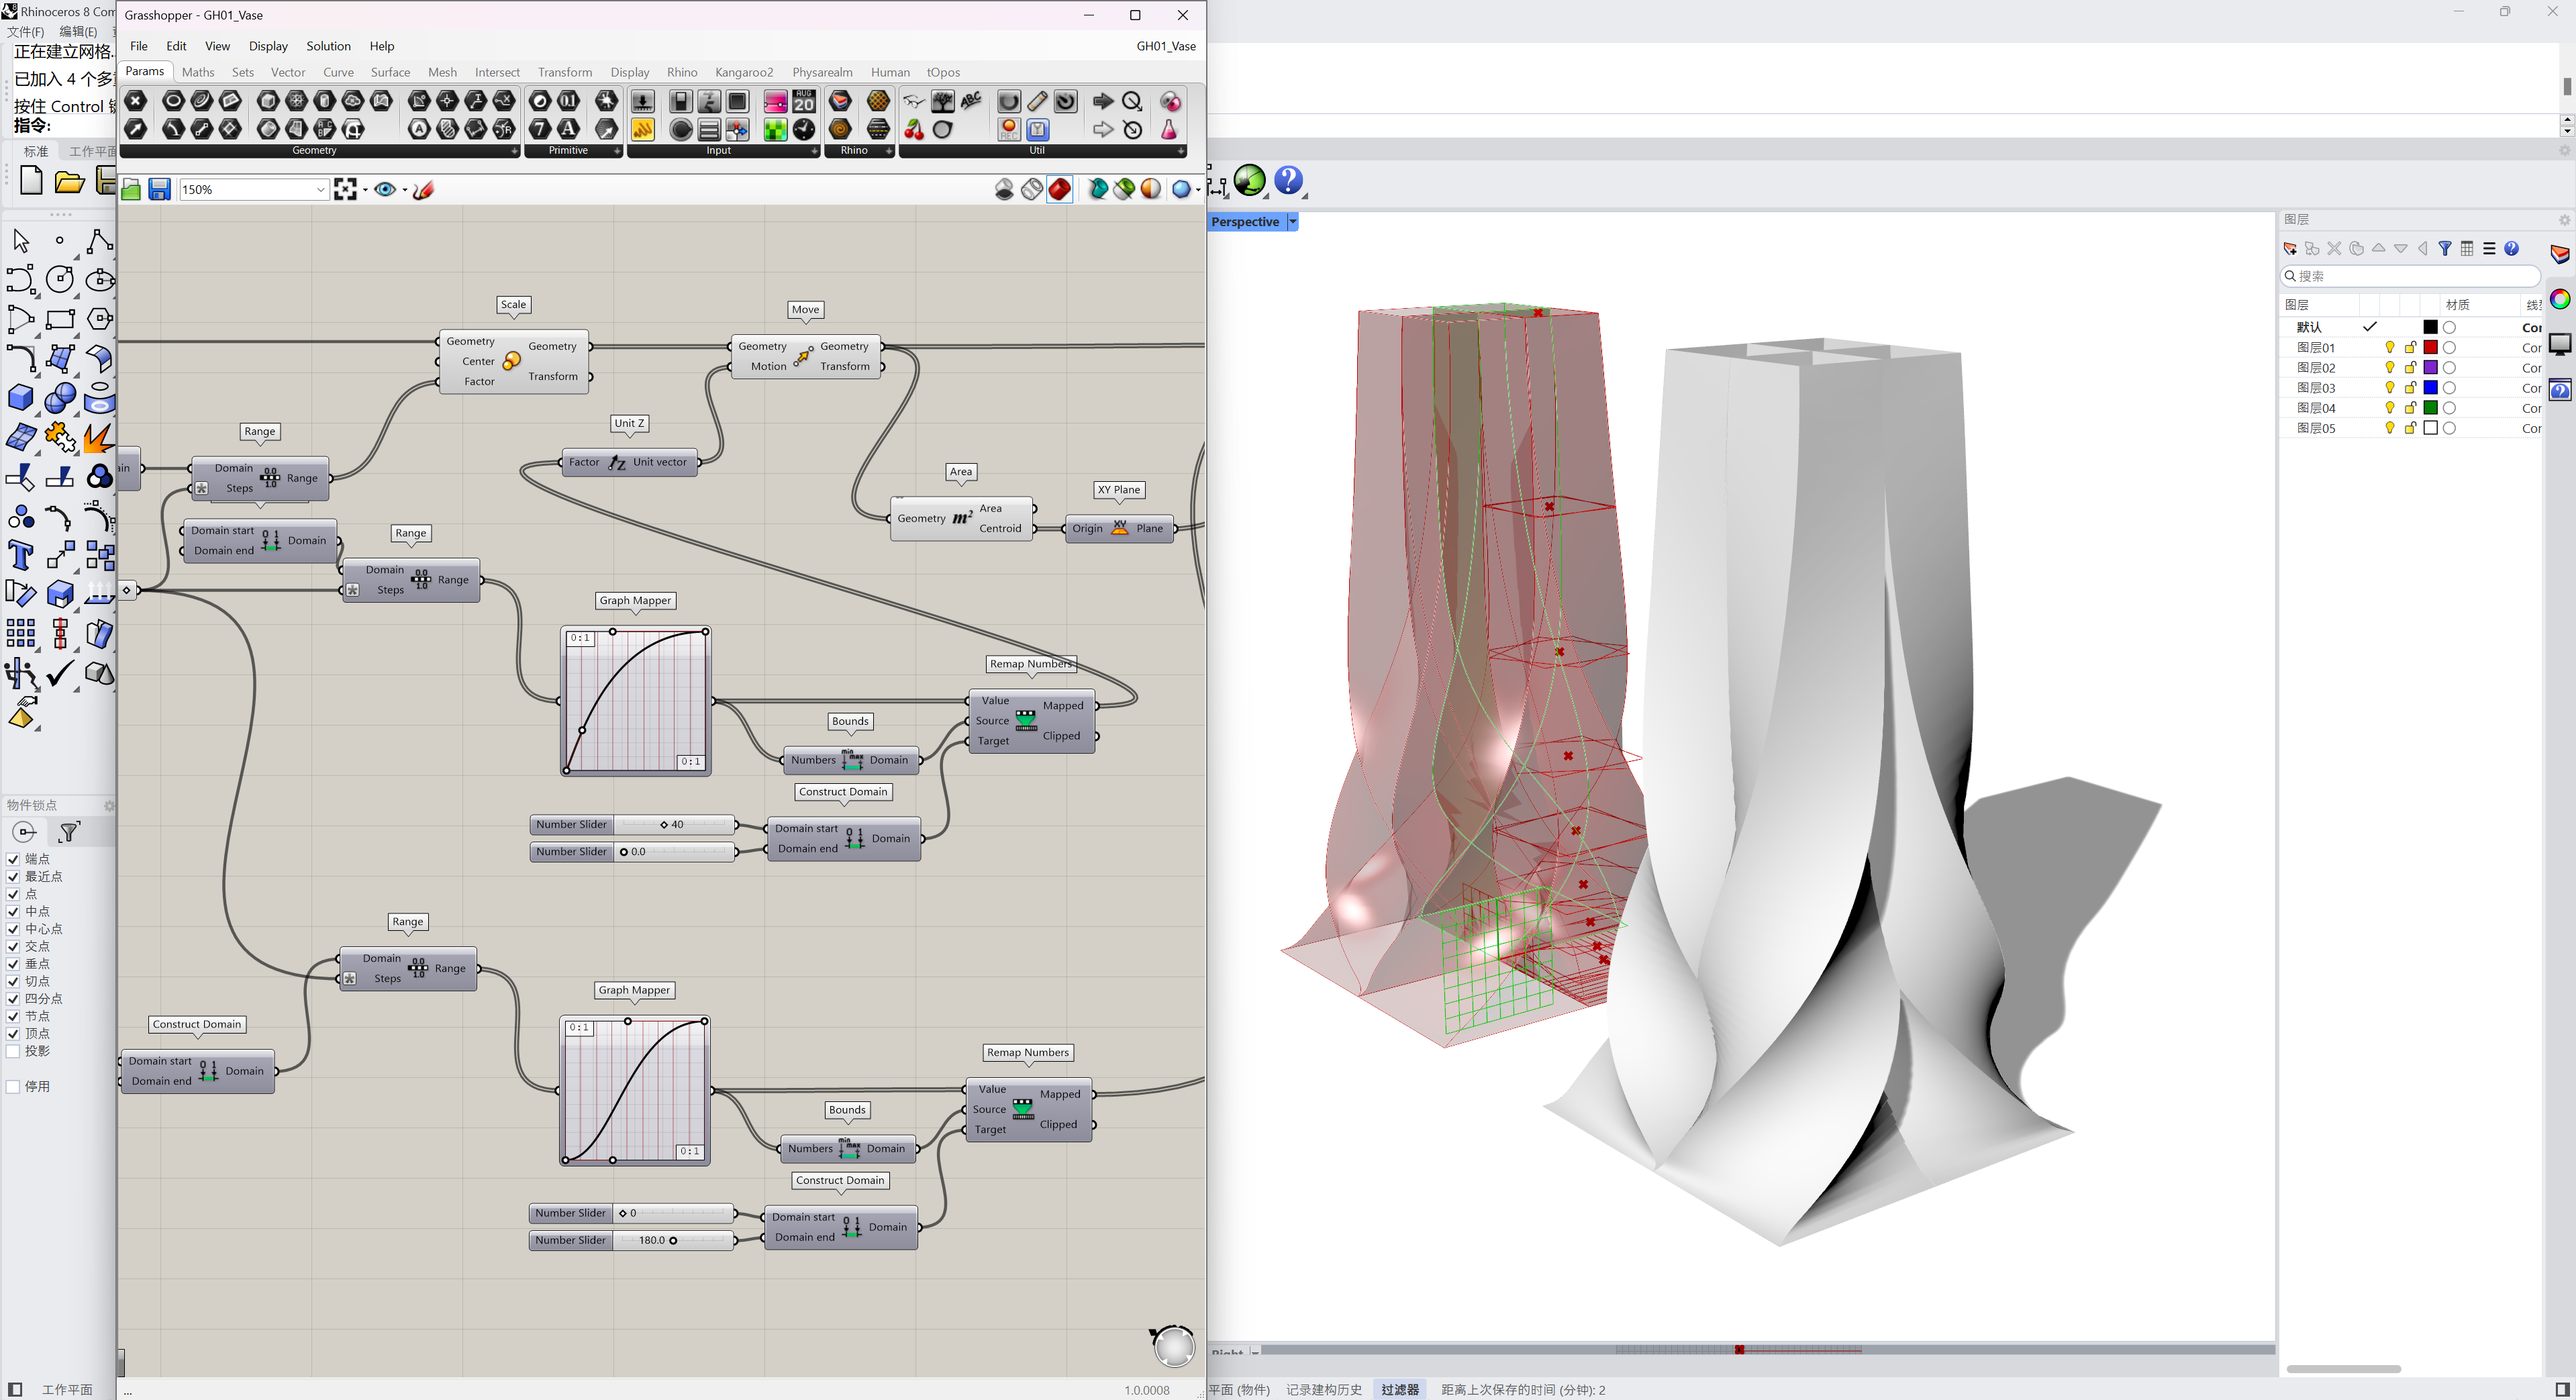 Rhinoceros 8 Com
文件(F) 编辑(E)
正在建立网格..
已加入 4 个多
按住 Control 键
指令:
标准 工作平面
Grasshopper - GH01_Vase
File Edit View Display Solution Help
GH01_Vase
Params Maths Sets Vector Curve Surface Mesh Intersect Transform Display Rhino Kangaroo2 Physarealm Human tOpos
Geometry Primitive Input Rhino Util
150%
Scale
Geometry Center Factor Geometry Transform
Move
Geometry Motion Geometry Transform
Unit Z
Factor Unit vector
Range
Domain Steps Range
Domain start Domain end Domain
Range
Domain Steps Range
Area
Geometry m² Area Centroid
XY Plane
Origin XY Plane
Graph Mapper
0:1
0:1
Remap Numbers
Value Source Target Mapped Clipped
Bounds
Numbers min max Domain
Construct Domain
Number Slider 40
Number Slider 0.0
Domain start Domain end Domain
Range
Domain Steps Range
Construct Domain
Domain start Domain end Domain
Graph Mapper
0:1
0:1
Remap Numbers
Value Source Target Mapped Clipped
Bounds
Numbers min max Domain
Construct Domain
Number Slider 0
Number Slider 180.0
Domain start Domain end Domain
...
1.0.0008
物件锁点
端点
最近点
点
中点
中心点
交点
垂点
切点
四分点
节点
顶点
投影
停用
工作平面
Perspective
Right
图层
搜索
图层 材质 线型
默认 Cor
图层01 Cor
图层02 Cor
图层03 Cor
图层04 Cor
图层05 Cor
平面 (物件) 记录建构历史 过滤器 距离上次保存的时间 (分钟): 2